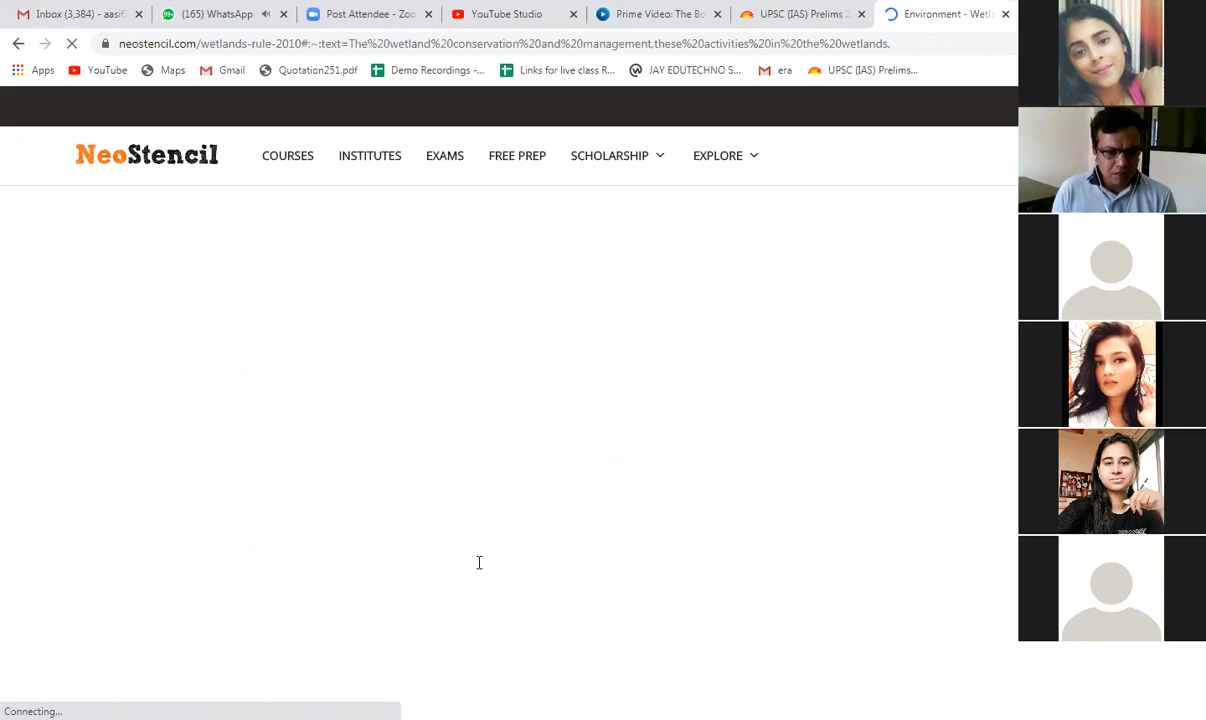 Inbox (3,384) - aasif (165) WhatsApp Post Attendee - Zoo YouTube Studio Prime Video: The Bo UPSC (IAS) Prelims 2 Environment - Wetl
neostencil.com/wetlands-rule-2010#:~:text=The%20wetland%20conservation%20and%20management,these%20activities%20in%20the%20wetlands.
Apps YouTube Maps Gmail Quotation251.pdf Demo Recordings -... Links for live class R... JAY EDUTECHNO S... era UPSC (IAS) Prelims...
NeoStencil COURSES INSTITUTES EXAMS FREE PREP SCHOLARSHIP EXPLORE
Connecting...